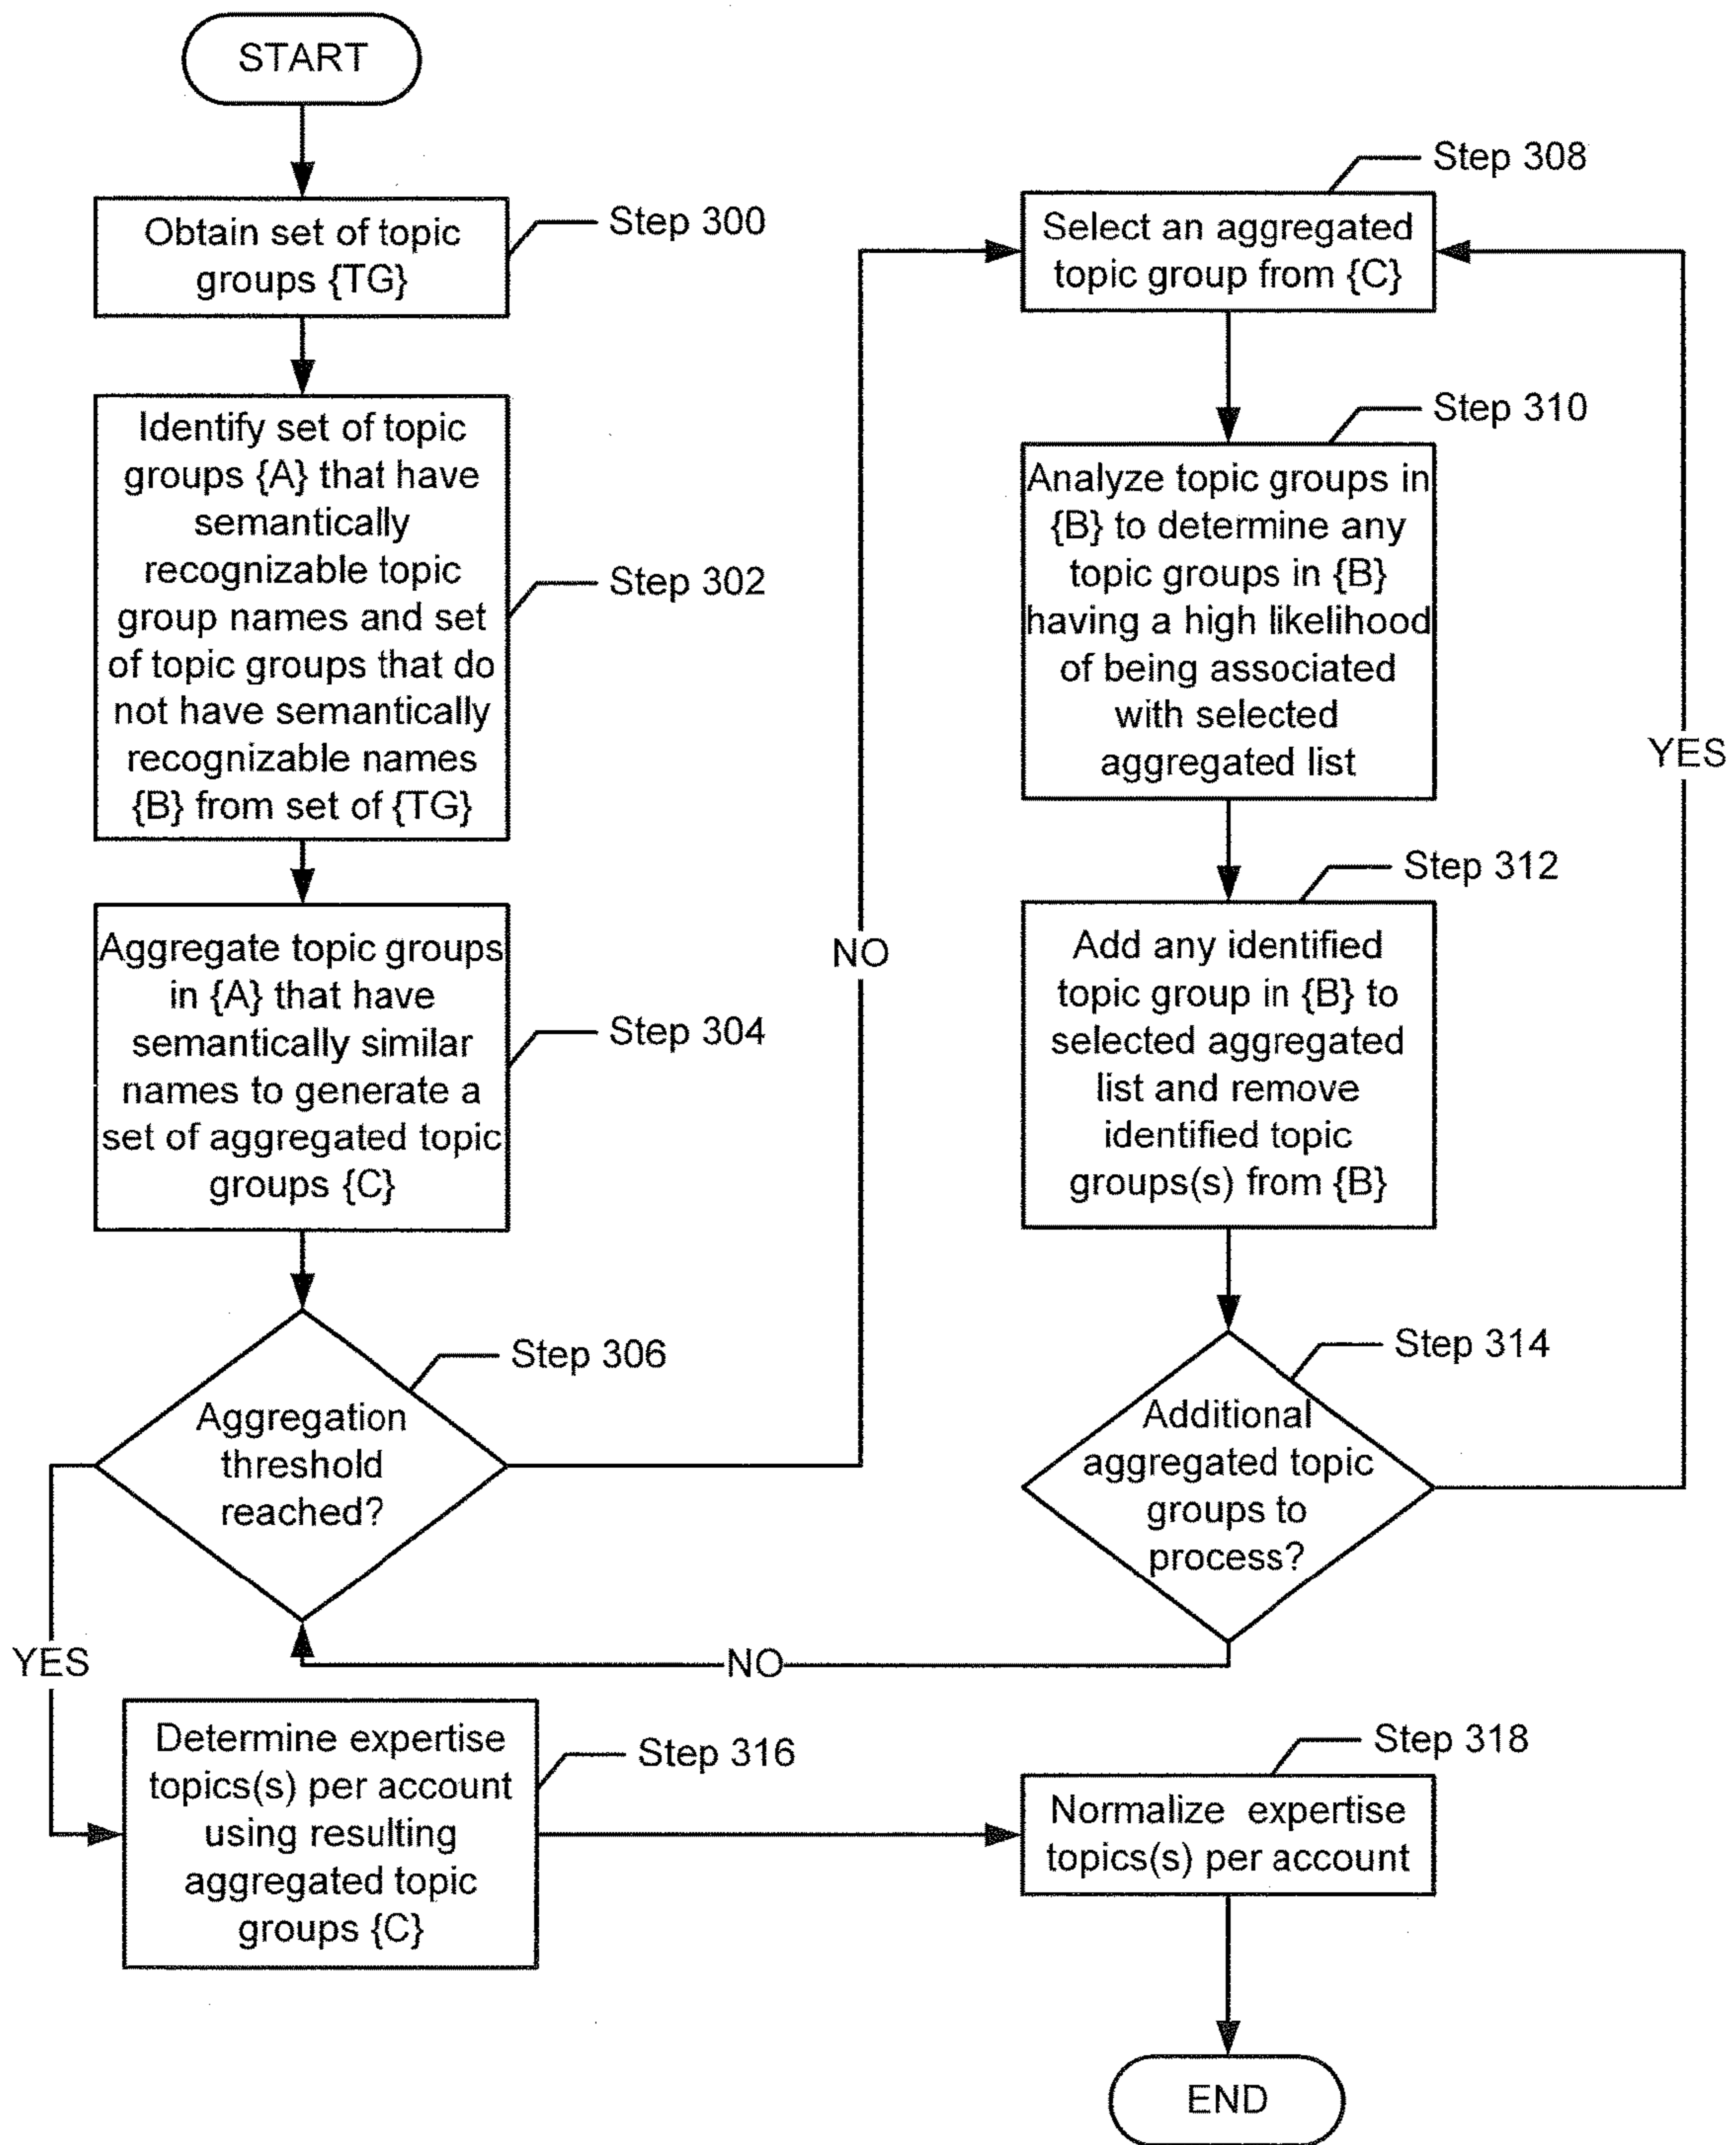 START
Obtain set of topic
groups {TG}
Step 300
Identify set of topic
groups {A} that have
semantically
recognizable topic
group names and set
of topic groups that do
not have semantically
recognizable names
{B} from set of {TG}
Step 302
Aggregate topic groups
in {A} that have
semantically similar
names to generate a
set of aggregated topic
groups {C}
Step 304
Aggregation
threshold
reached?
Step 306
NO
YES
Step 308
Select an aggregated
topic group from {C}
Step 310
Analyze topic groups in
{B} to determine any
topic groups in {B}
having a high likelihood
of being associated
with selected
aggregated list
Step 312
Add any identified
topic group in {B} to
selected aggregated
list and remove
identified topic
groups(s) from {B}
Step 314
Additional
aggregated topic
groups to
process?
YES
NO
Determine expertise
topics(s) per account
using resulting
aggregated topic
groups {C}
Step 316
Step 318
Normalize expertise
topics(s) per account
END